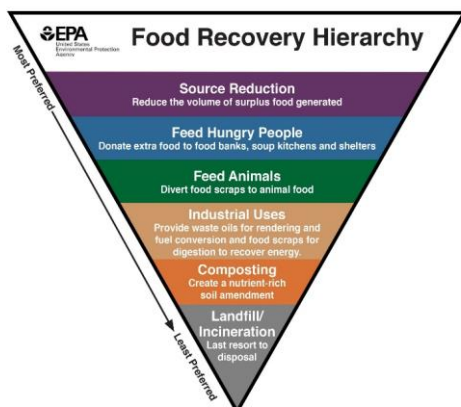 EPA
United States
Environmental Protection
Agency
Food Recovery Hierarchy
Most Preferred
Source Reduction
Reduce the volume of surplus food generated
Feed Hungry People
Donate extra food to food banks, soup kitchens and shelters
Feed Animals
Divert food scraps to animal food
Industrial Uses
Provide waste oils for rendering and
fuel conversion and food scraps for
digestion to recover energy.
Composting
Create a nutrient-rich
soil amendment
Landfill/
Incineration
Last resort to
disposal
Least Preferred